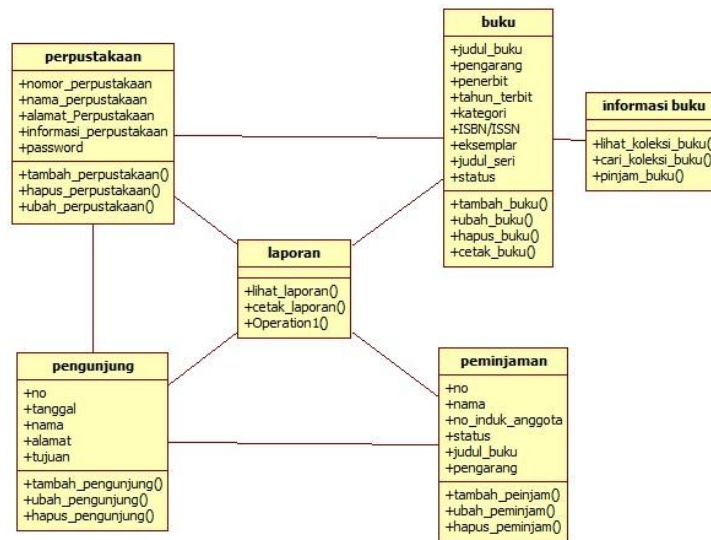 perpustakaan
+nomor_perpustakaan
+nama_perpustakaan
+alamat_Perpustakaan
+informasi_perpustakaan
+password
+tambah_perpustakaan()
+hapus_perpustakaan()
+ubah_perpustakaan()
buku
+judul_buku
+pengarang
+penerbit
+tahun_terbit
+kategori
+ISBN/ISSN
+eksemplar
+judul_seri
+status
+tambah_buku()
+ubah_buku()
+hapus_buku()
+cetak_buku()
informasi buku
+lihat_koleksi_buku()
+cari_koleksi_buku()
+pinjam_buku()
laporan
+lihat_laporan()
+cetak_laporan()
+Operation1()
pengunjung
+no
+tanggal
+nama
+alamat
+tujuan
+tambah_pengunjung()
+ubah_pengunjung()
+hapus_pengunjung()
peminjaman
+no
+nama
+no_induk_anggota
+status
+judul_buku
+pengarang
+tambah_peinjam()
+ubah_peminjam()
+hapus_peminjam()